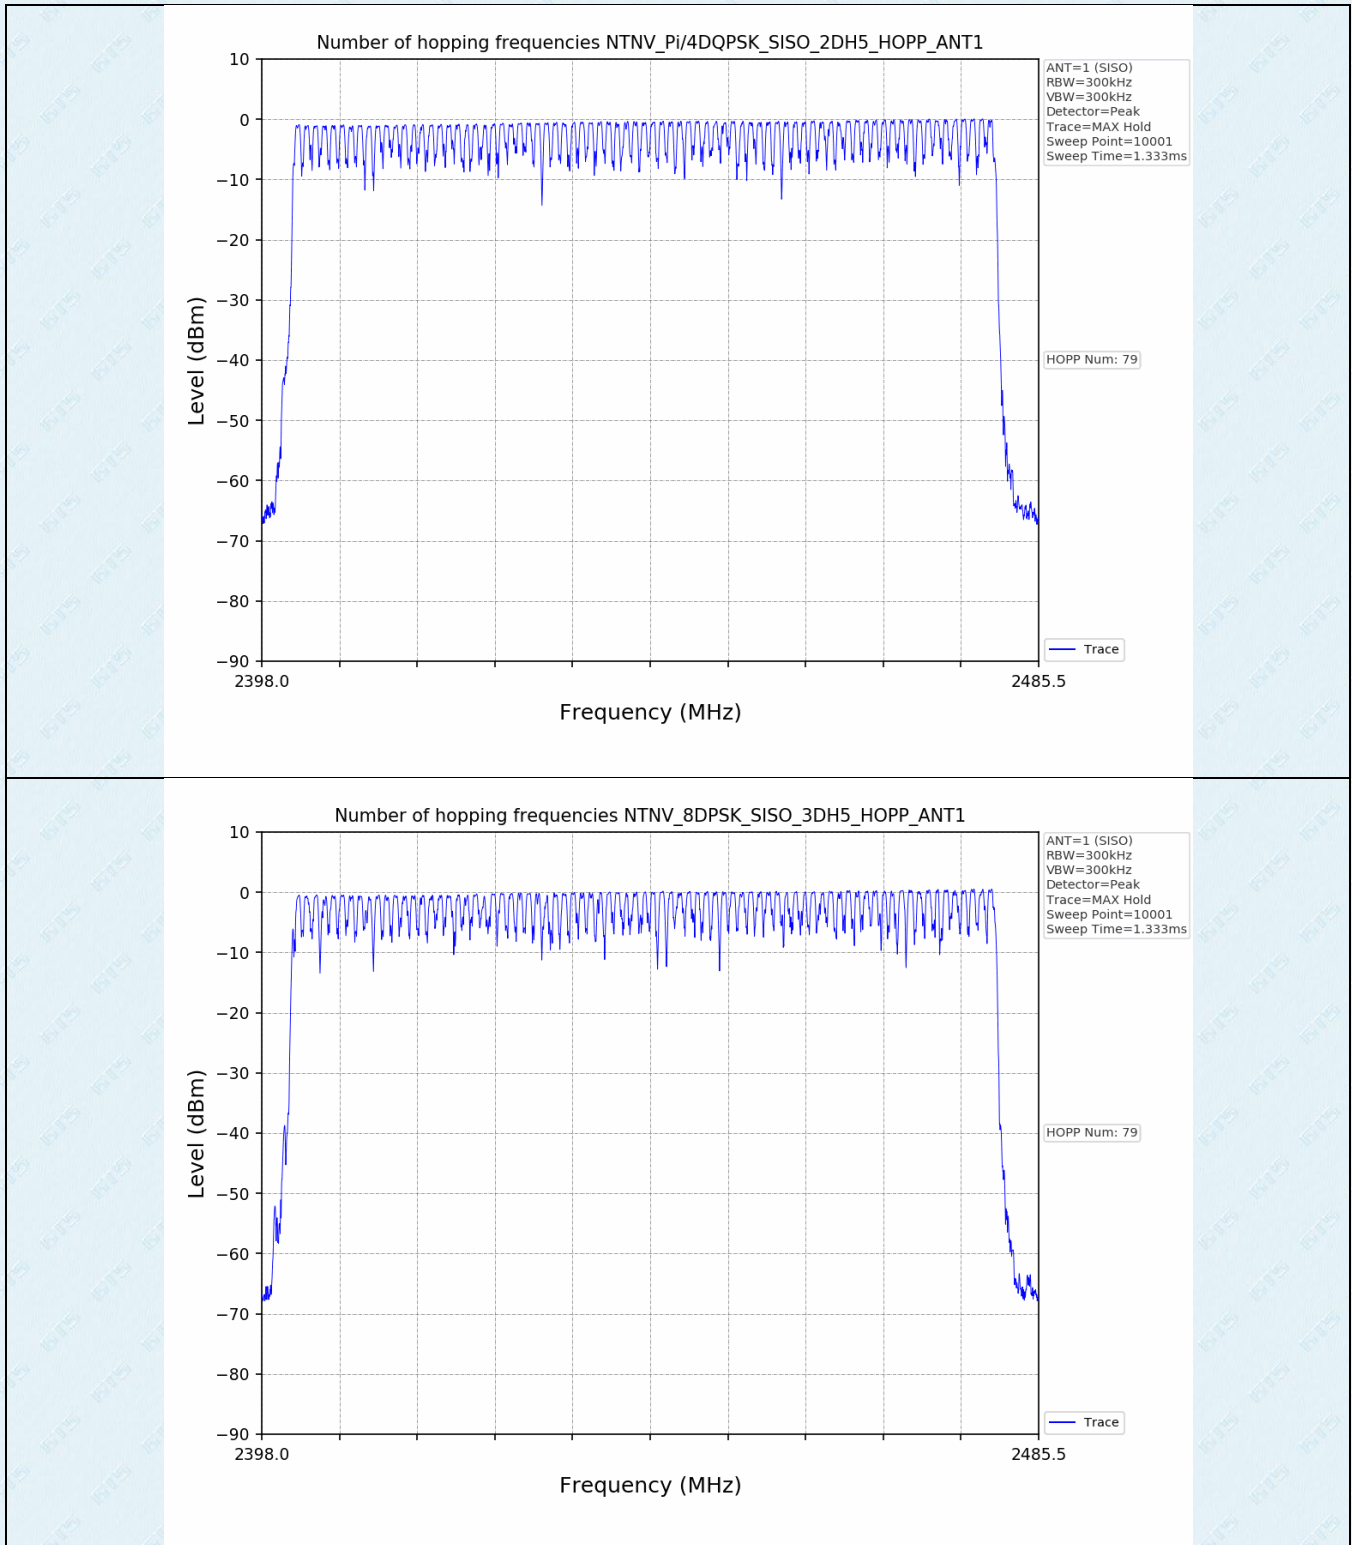 Number of hopping frequencies NTNV_Pi/4DQPSK_SISO_2DH5_HOPP_ANT1
10
0
−10
−20
−30
−40
−50
−60
−70
−80
−90
Level (dBm)
2398.0
2485.5
Frequency (MHz)
ANT=1 (SISO)
RBW=300kHz
VBW=300kHz
Detector=Peak
Trace=MAX Hold
Sweep Point=10001
Sweep Time=1.333ms
HOPP Num: 79
Trace
Number of hopping frequencies NTNV_8DPSK_SISO_3DH5_HOPP_ANT1
10
0
−10
−20
−30
−40
−50
−60
−70
−80
−90
Level (dBm)
2398.0
2485.5
Frequency (MHz)
ANT=1 (SISO)
RBW=300kHz
VBW=300kHz
Detector=Peak
Trace=MAX Hold
Sweep Point=10001
Sweep Time=1.333ms
HOPP Num: 79
Trace